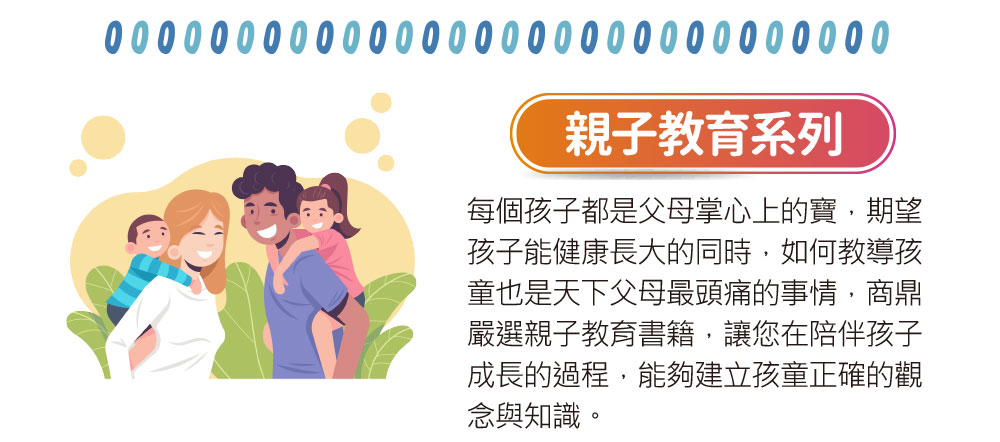 親子教育系列
每個孩子都是父母掌心上的寶，期望
孩子能健康長大的同時，如何教導孩
童也是天下父母最頭痛的事情，商鼎
嚴選親子教育書籍，讓您在陪伴孩子
成長的過程，能夠建立孩童正確的觀
念與知識。